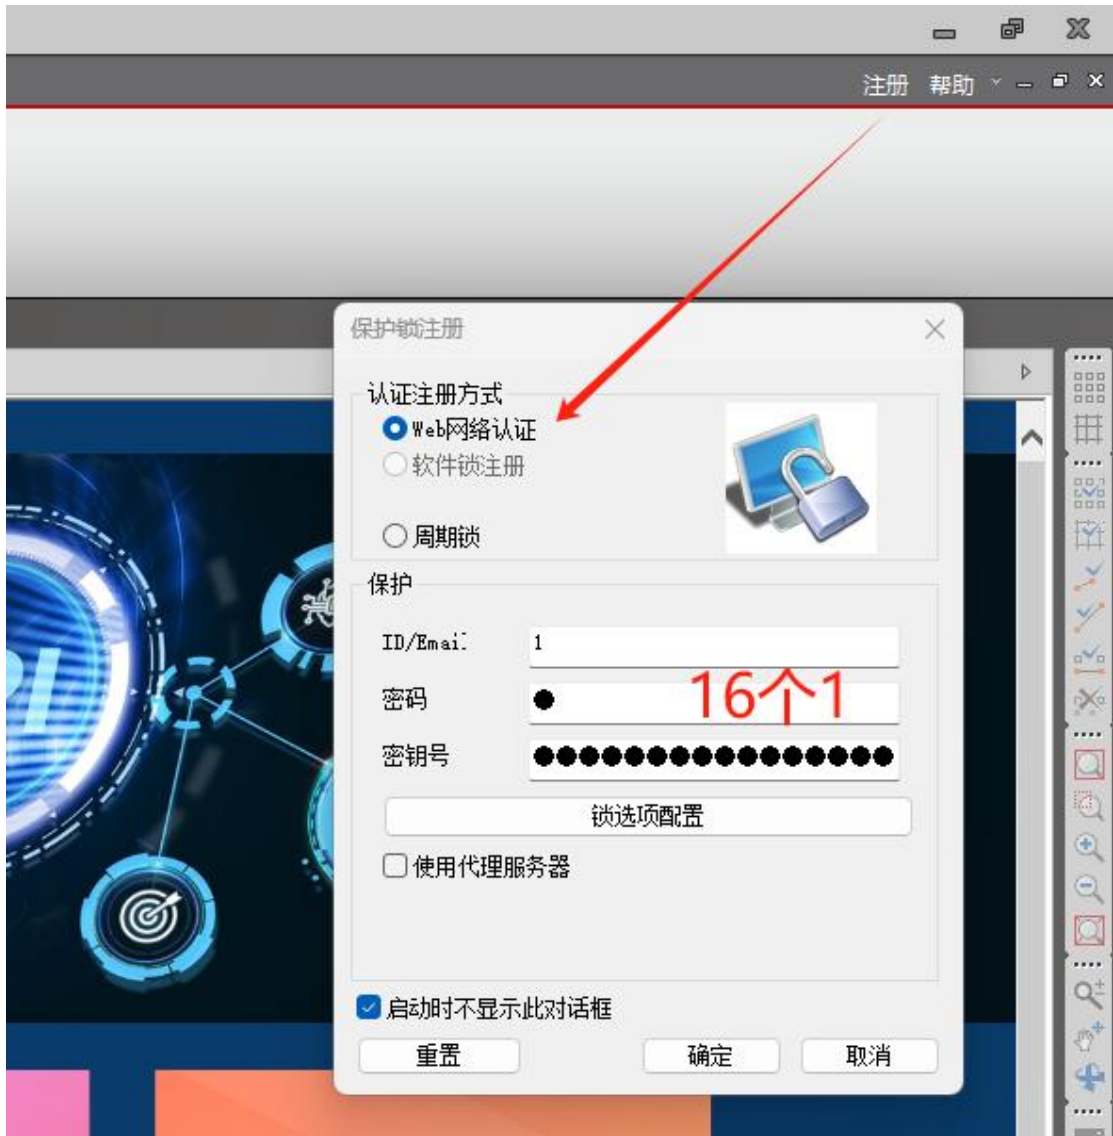 注册 帮助
保护锁注册
认证注册方式
Web网络认证
软件锁注册
周期锁
保护
ID/Email
1
密码
16个1
密钥号
锁选项配置
使用代理服务器
启动时不显示此对话框
重置 确定 取消